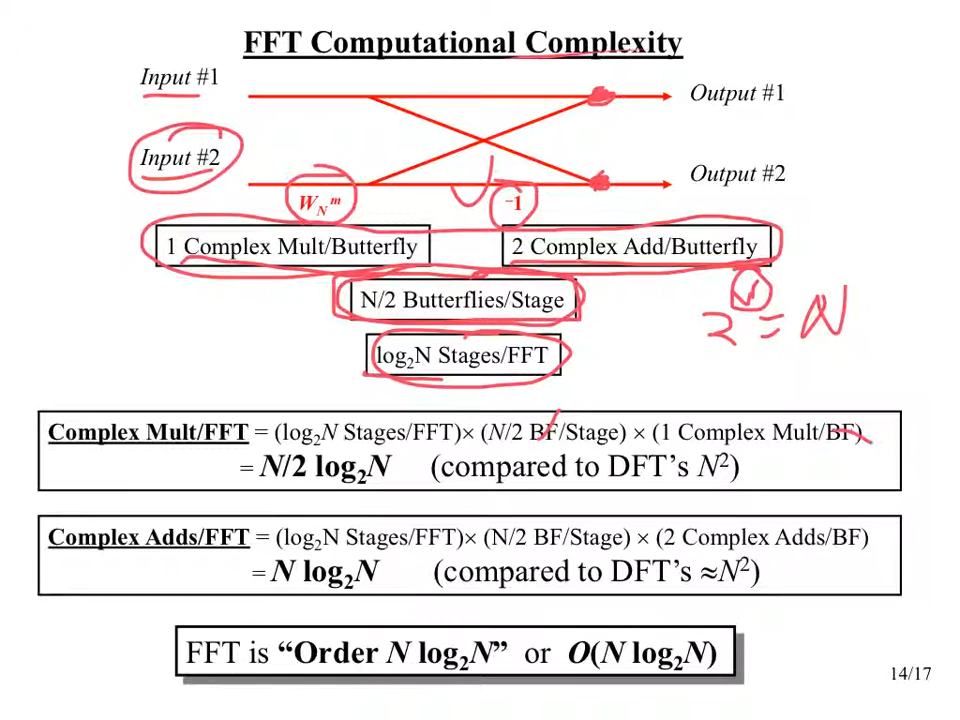 FFT Computational Complexity
Input #1
Output #1
Input #2
Output #2
W_N^m
-1
1 Complex Mult/Butterfly
2 Complex Add/Butterfly
N/2 Butterflies/Stage
2^v = N
log₂N Stages/FFT
Complex Mult/FFT = (log₂N Stages/FFT)× (N/2 BF/Stage) × (1 Complex Mult/BF)
= N/2 log₂N (compared to DFT's N²)
Complex Adds/FFT = (log₂N Stages/FFT)× (N/2 BF/Stage) × (2 Complex Adds/BF)
= N log₂N (compared to DFT's ≈N²)
FFT is “Order N log₂N” or O(N log₂N)
14/17